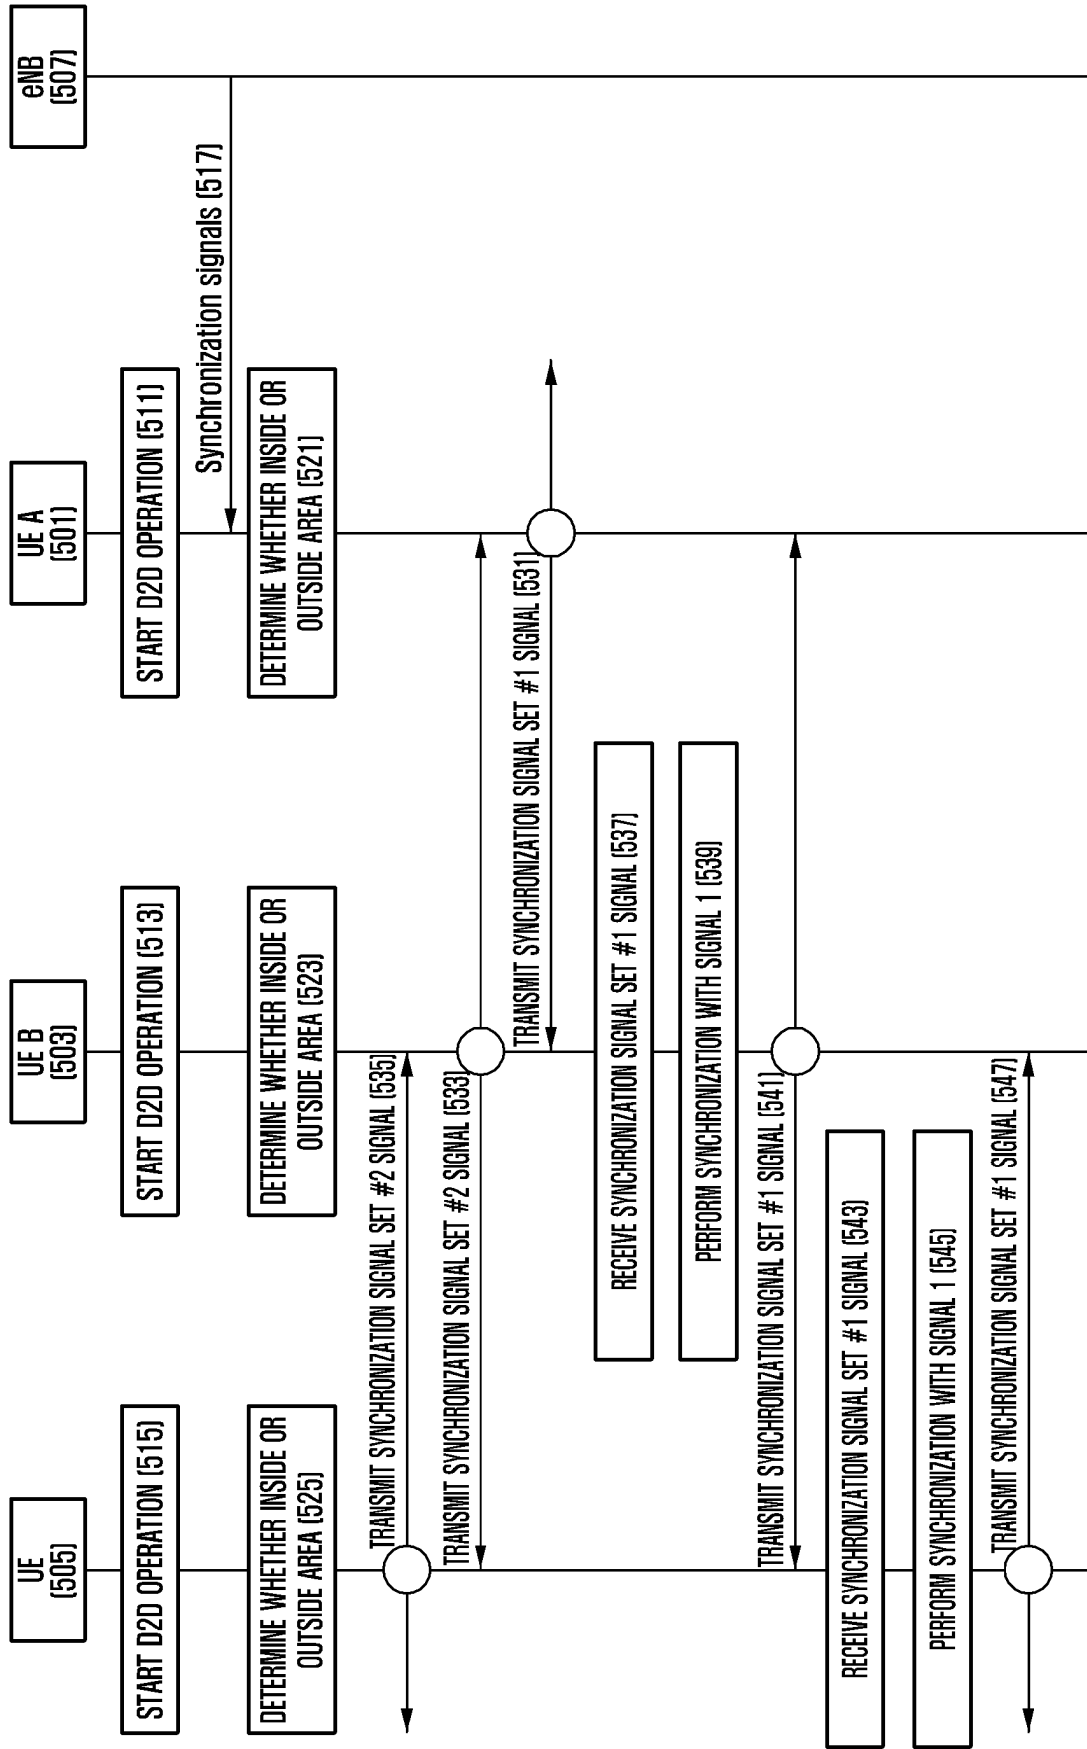 UE
(505)
UE B
(503)
UE A
(501)
eNB
(507)
START D2D OPERATION (515)
START D2D OPERATION (513)
START D2D OPERATION (511)
Synchronization signals (517)
DETERMINE WHETHER INSIDE OR
OUTSIDE AREA (525)
DETERMINE WHETHER INSIDE OR
OUTSIDE AREA (523)
DETERMINE WHETHER INSIDE OR
OUTSIDE AREA (521)
TRANSMIT SYNCHRONIZATION SIGNAL SET #2 SIGNAL (535)
TRANSMIT SYNCHRONIZATION SIGNAL SET #2 SIGNAL (533)
TRANSMIT SYNCHRONIZATION SIGNAL SET #1 SIGNAL (531)
RECEIVE SYNCHRONIZATION SIGNAL SET #1 SIGNAL (537)
PERFORM SYNCHRONIZATION WITH SIGNAL 1 (539)
TRANSMIT SYNCHRONIZATION SIGNAL SET #1 SIGNAL (541)
RECEIVE SYNCHRONIZATION SIGNAL SET #1 SIGNAL (543)
PERFORM SYNCHRONIZATION WITH SIGNAL 1 (545)
TRANSMIT SYNCHRONIZATION SIGNAL SET #1 SIGNAL (547)